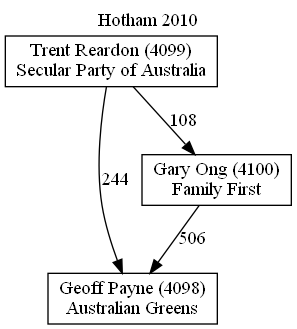 Hotham 2010
Trent Reardon (4099)
Secular Party of Australia
108
Gary Ong (4100)
Family First
244
506
Geoff Payne (4098)
Australian Greens